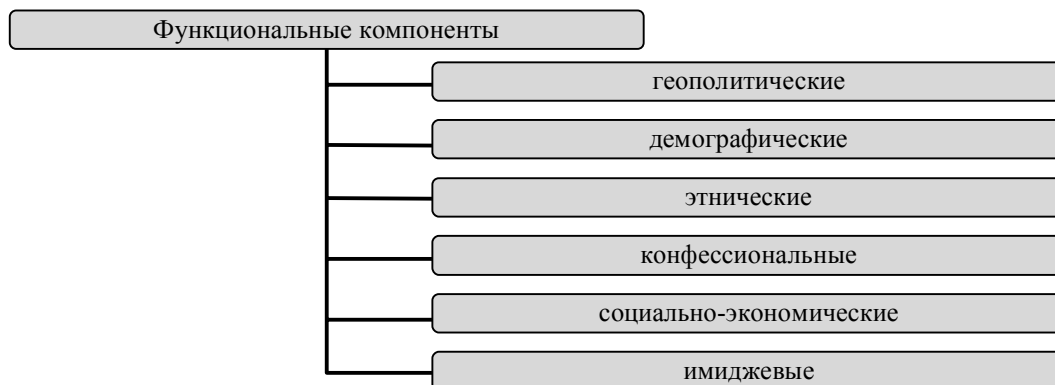 Функциональные компоненты
геополитические
демографические
этнические
конфессиональные
социально-экономические
имиджевые